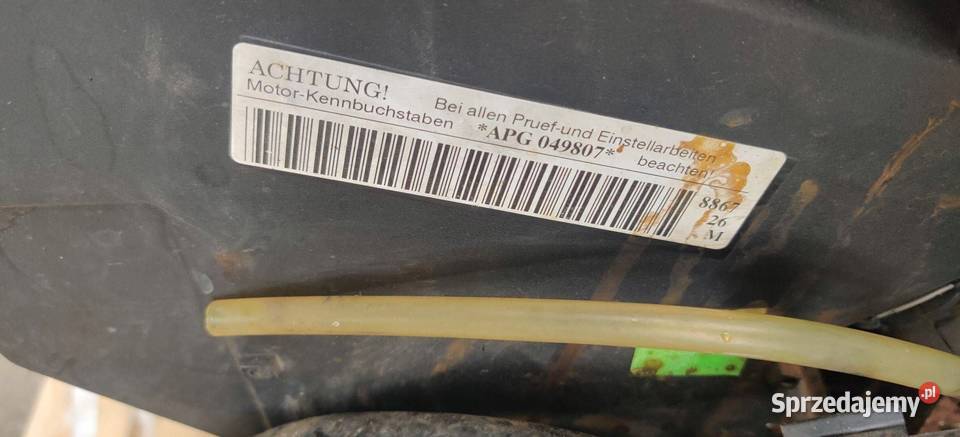 ACHTUNG! Bei allen Pruef-und Einstellarbeiten
Motor-Kennbuchstaben *APG 049807* beachten!
8867
26
M
Sprzedajemy.pl